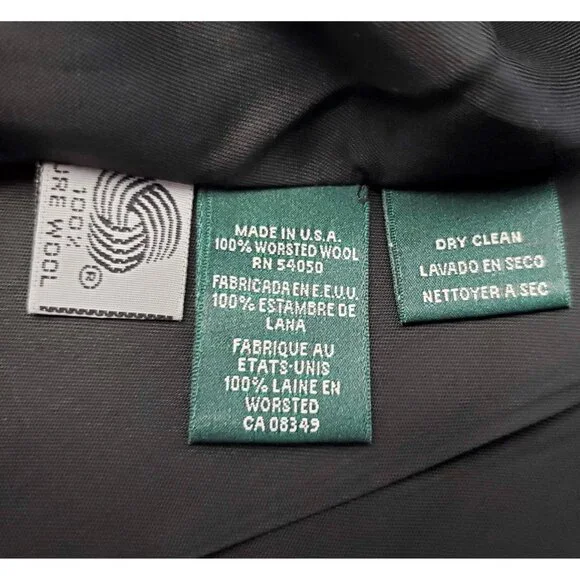 100%
URE WOOL
®
MADE IN U.S.A.
100% WORSTED WOOL
RN 54050
FABRICADA EN E.E.U.U.
100% ESTAMBRE DE
LANA
FABRIQUE AU
ETATS-UNIS
100% LAINE EN
WORSTED
CA 08349
DRY CLEAN
LAVADO EN SECO
NETTOYER A SEC